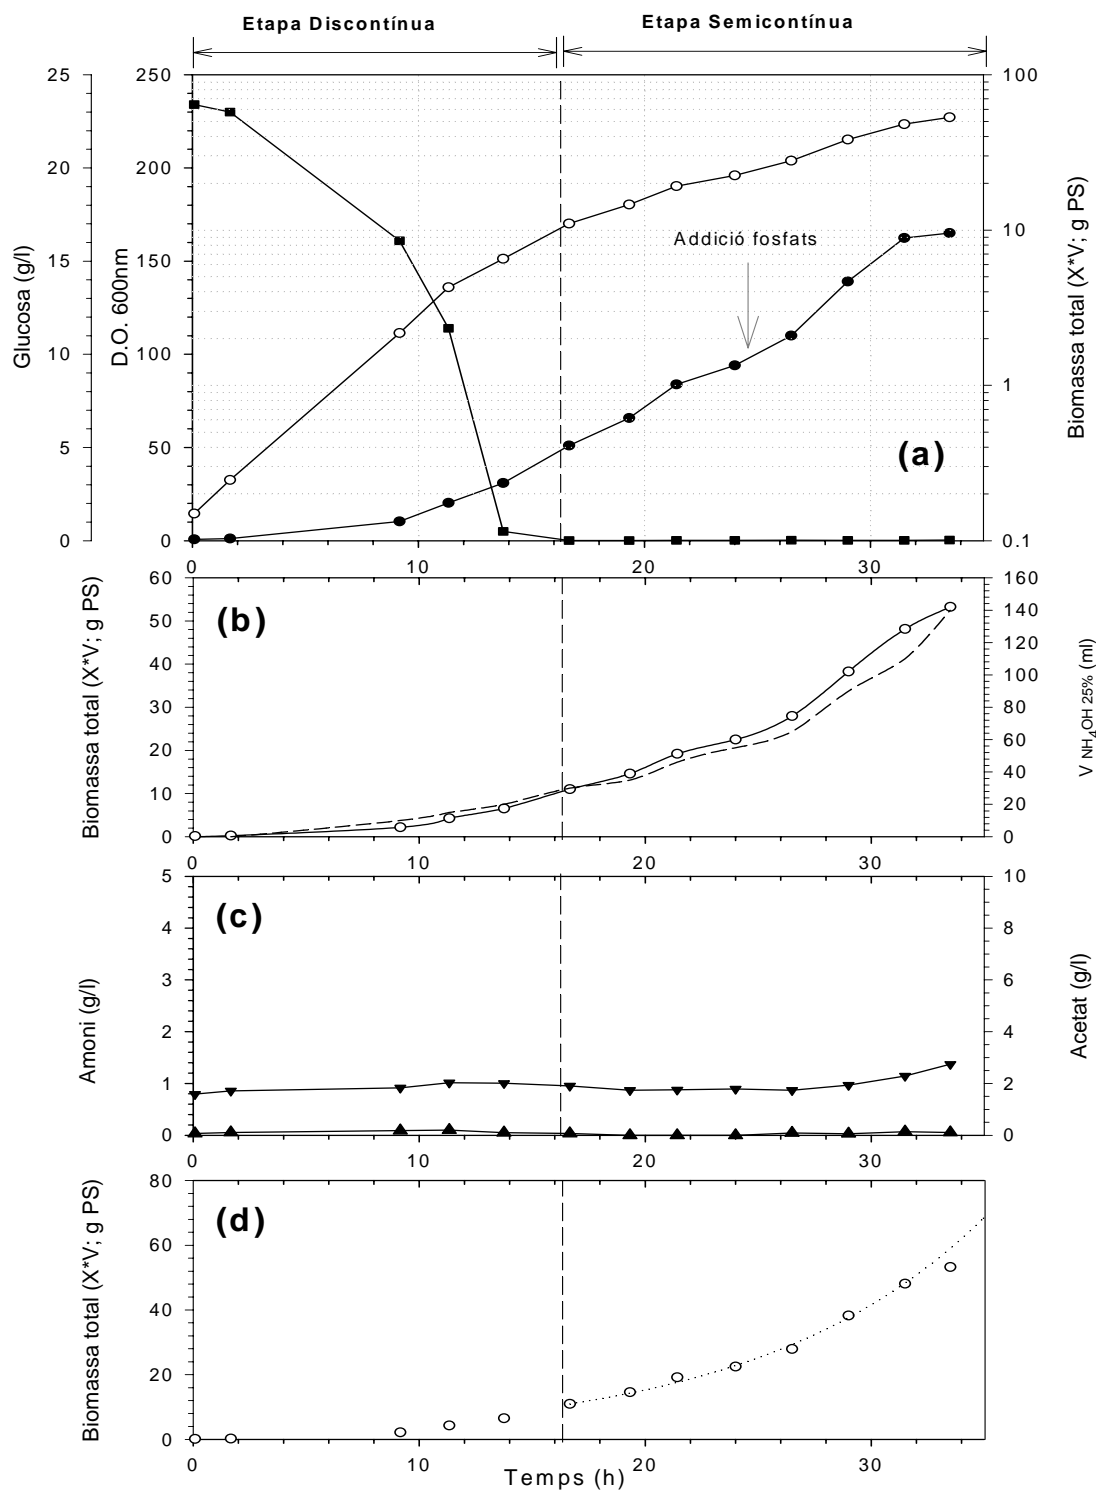 Etapa Discontínua
Etapa Semicontínua
25 250 100
20 200
15 150 10
10 100 1
5 50
0 0 0.1
Glucosa (g/l)
D.O. 600nm
Biomassa total (X*V; g PS)
Addició fosfats
(a)
0 10 20 30
60 160
50 140
40 120
30 100
20 80
10 60
0 40
20
0
Biomassa total (X*V; g PS)
V NH4OH 25% (ml)
(b)
0 10 20 30
5 10
4 8
3 6
2 4
1 2
0 0
Amoni (g/l)
Acetat (g/l)
(c)
0 10 20 30
80
60
40
20
0
Biomassa total (X*V; g PS)
(d)
0 10 20 30
Temps (h)